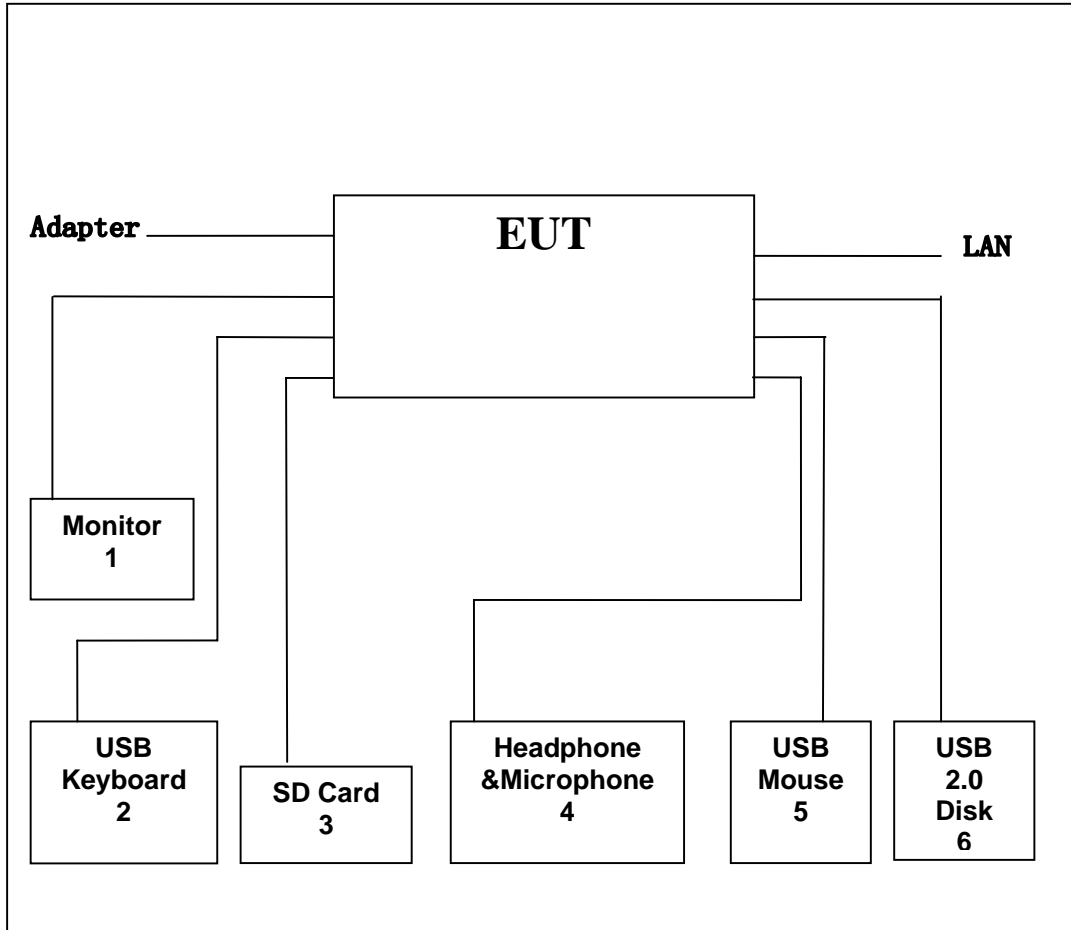 Adapter
EUT
LAN
Monitor
1
USB
Keyboard
2
SD Card
3
Headphone
&Microphone
4
USB
Mouse
5
USB
2.0
Disk
6